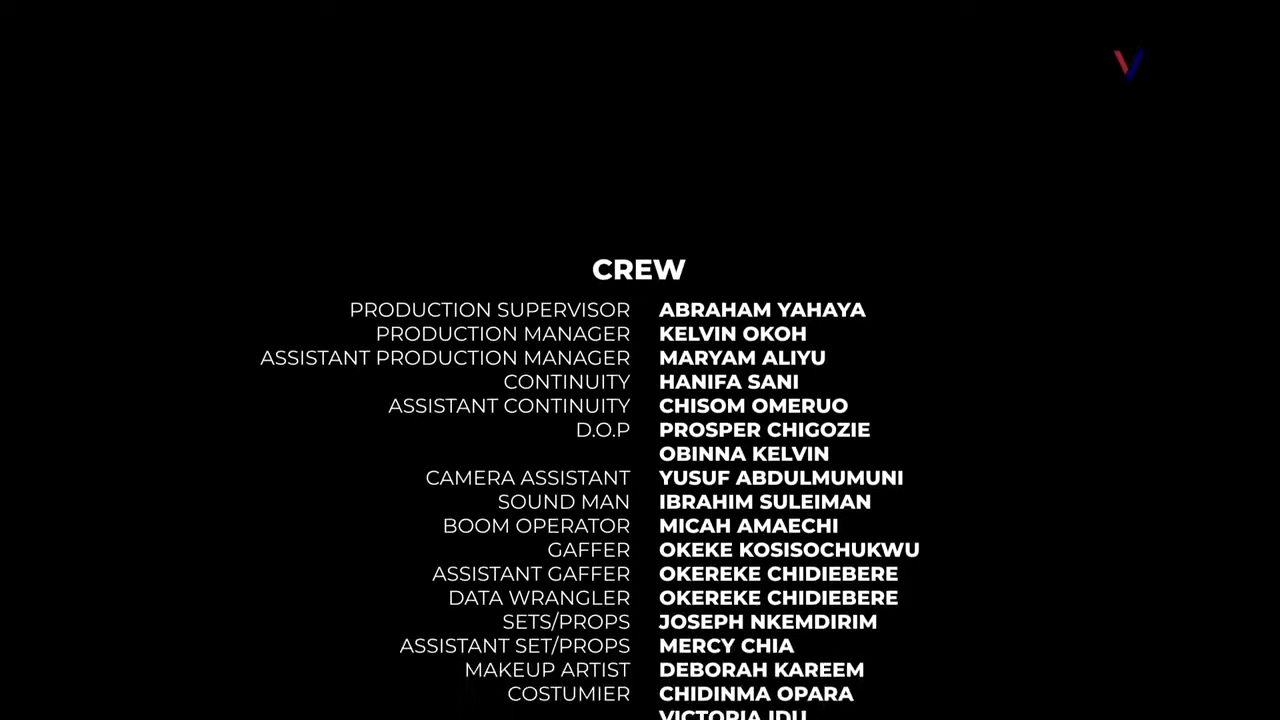 V
CREW
PRODUCTION SUPERVISOR ABRAHAM YAHAYA
PRODUCTION MANAGER KELVIN OKOH
ASSISTANT PRODUCTION MANAGER MARYAM ALIYU
CONTINUITY HANIFA SANI
ASSISTANT CONTINUITY CHISOM OMERUO
D.O.P PROSPER CHIGOZIE
OBINNA KELVIN
CAMERA ASSISTANT YUSUF ABDULMUMUNI
SOUND MAN IBRAHIM SULEIMAN
BOOM OPERATOR MICAH AMAECHI
GAFFER OKEKE KOSISOCHUKWU
ASSISTANT GAFFER OKEREKE CHIDIEBERE
DATA WRANGLER OKEREKE CHIDIEBERE
SETS/PROPS JOSEPH NKEMDIRIM
ASSISTANT SET/PROPS MERCY CHIA
MAKEUP ARTIST DEBORAH KAREEM
COSTUMIER CHIDINMA OPARA
VICTORIA IDU